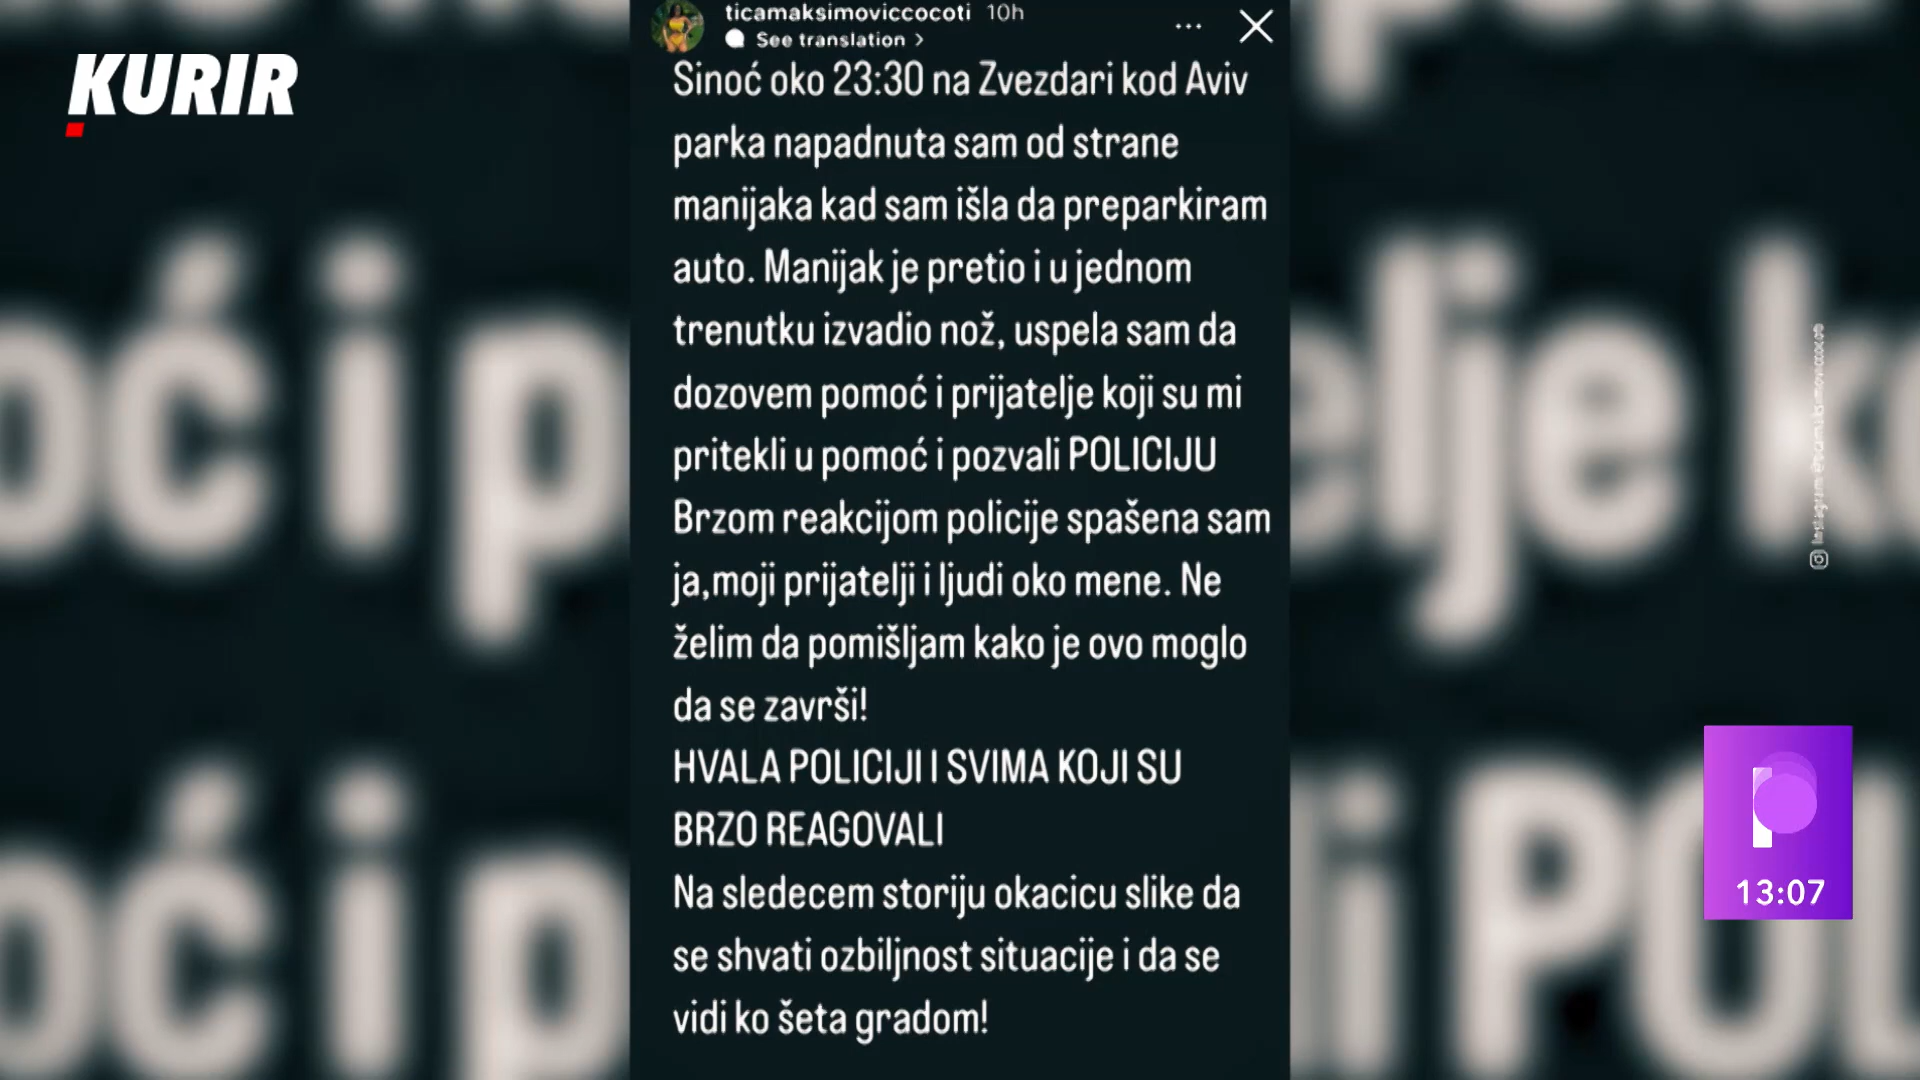 KURIR
ticamaksimoviccocoti 10h
See translation >
Sinoć oko 23:30 na Zvezdari kod Aviv
parka napadnuta sam od strane
manijaka kad sam išla da preparkiram
auto. Manijak je pretio i u jednom
trenutku izvadio nož, uspela sam da
dozovem pomoć i prijatelje koji su mi
pritekli u pomoć i pozvali POLICIJU
Brzom reakcijom policije spašena sam
ja,moji prijatelji i ljudi oko mene. Ne
želim da pomišljam kako je ovo moglo
da se završi!
HVALA POLICIJI I SVIMA KOJI SU
BRZO REAGOVALI
Na sledecem storiju okacicu slike da
se shvati ozbiljnost situacije i da se
vidi ko šeta gradom!
13:07